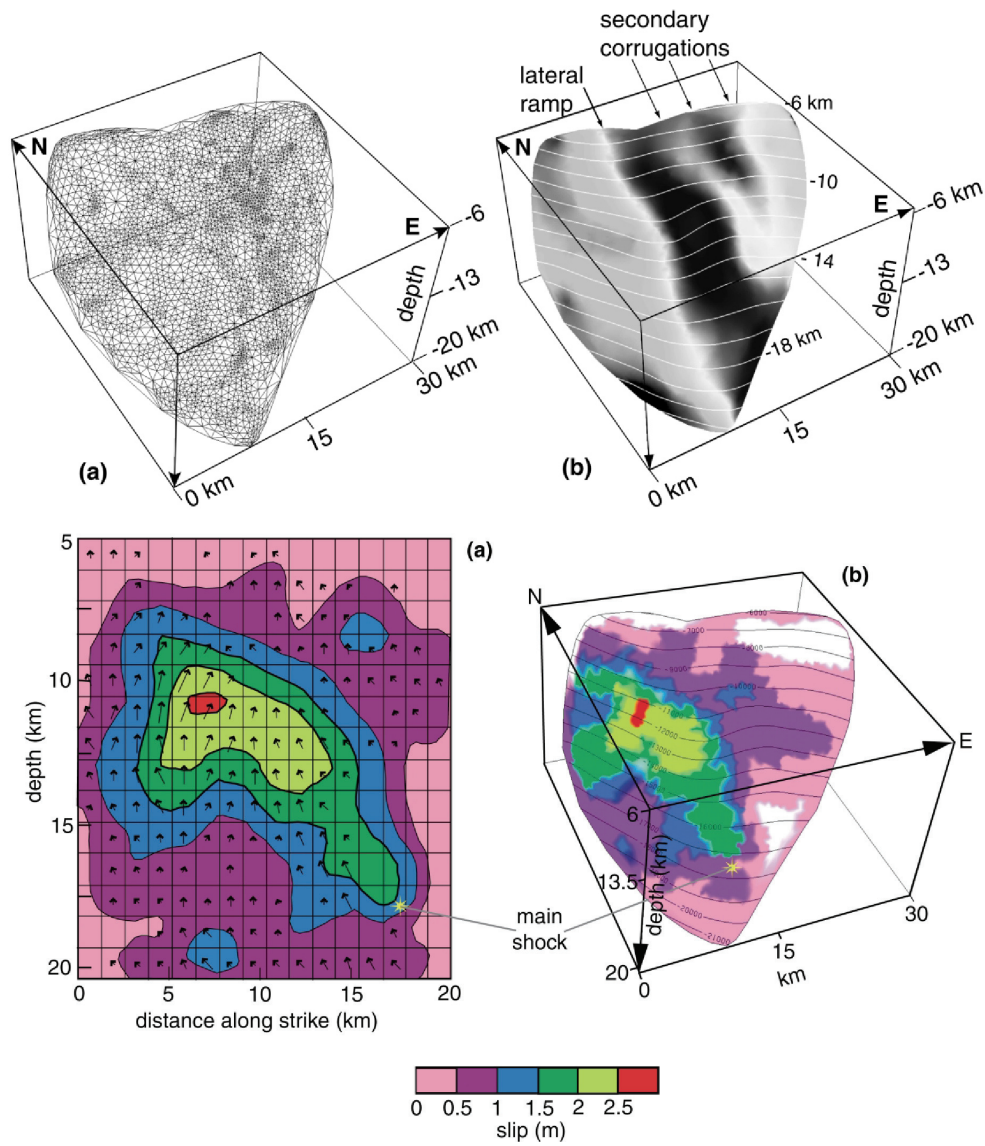 N
E
-6
-13
-20 km
depth
30 km
15
0 km
(a)
secondary
corrugations
lateral
ramp
N
-6 km
-10
E
-6 km
-14
-13
depth
-18 km
-20 km
30 km
15
0 km
(b)
5
10
15
20
depth (km)
0
5
10
15
20
distance along strike (km)
(a)
main
shock
(b)
N
E
6
13.5
20
depth (km)
0
15
30
km
0
0.5
1
1.5
2
2.5
slip (m)